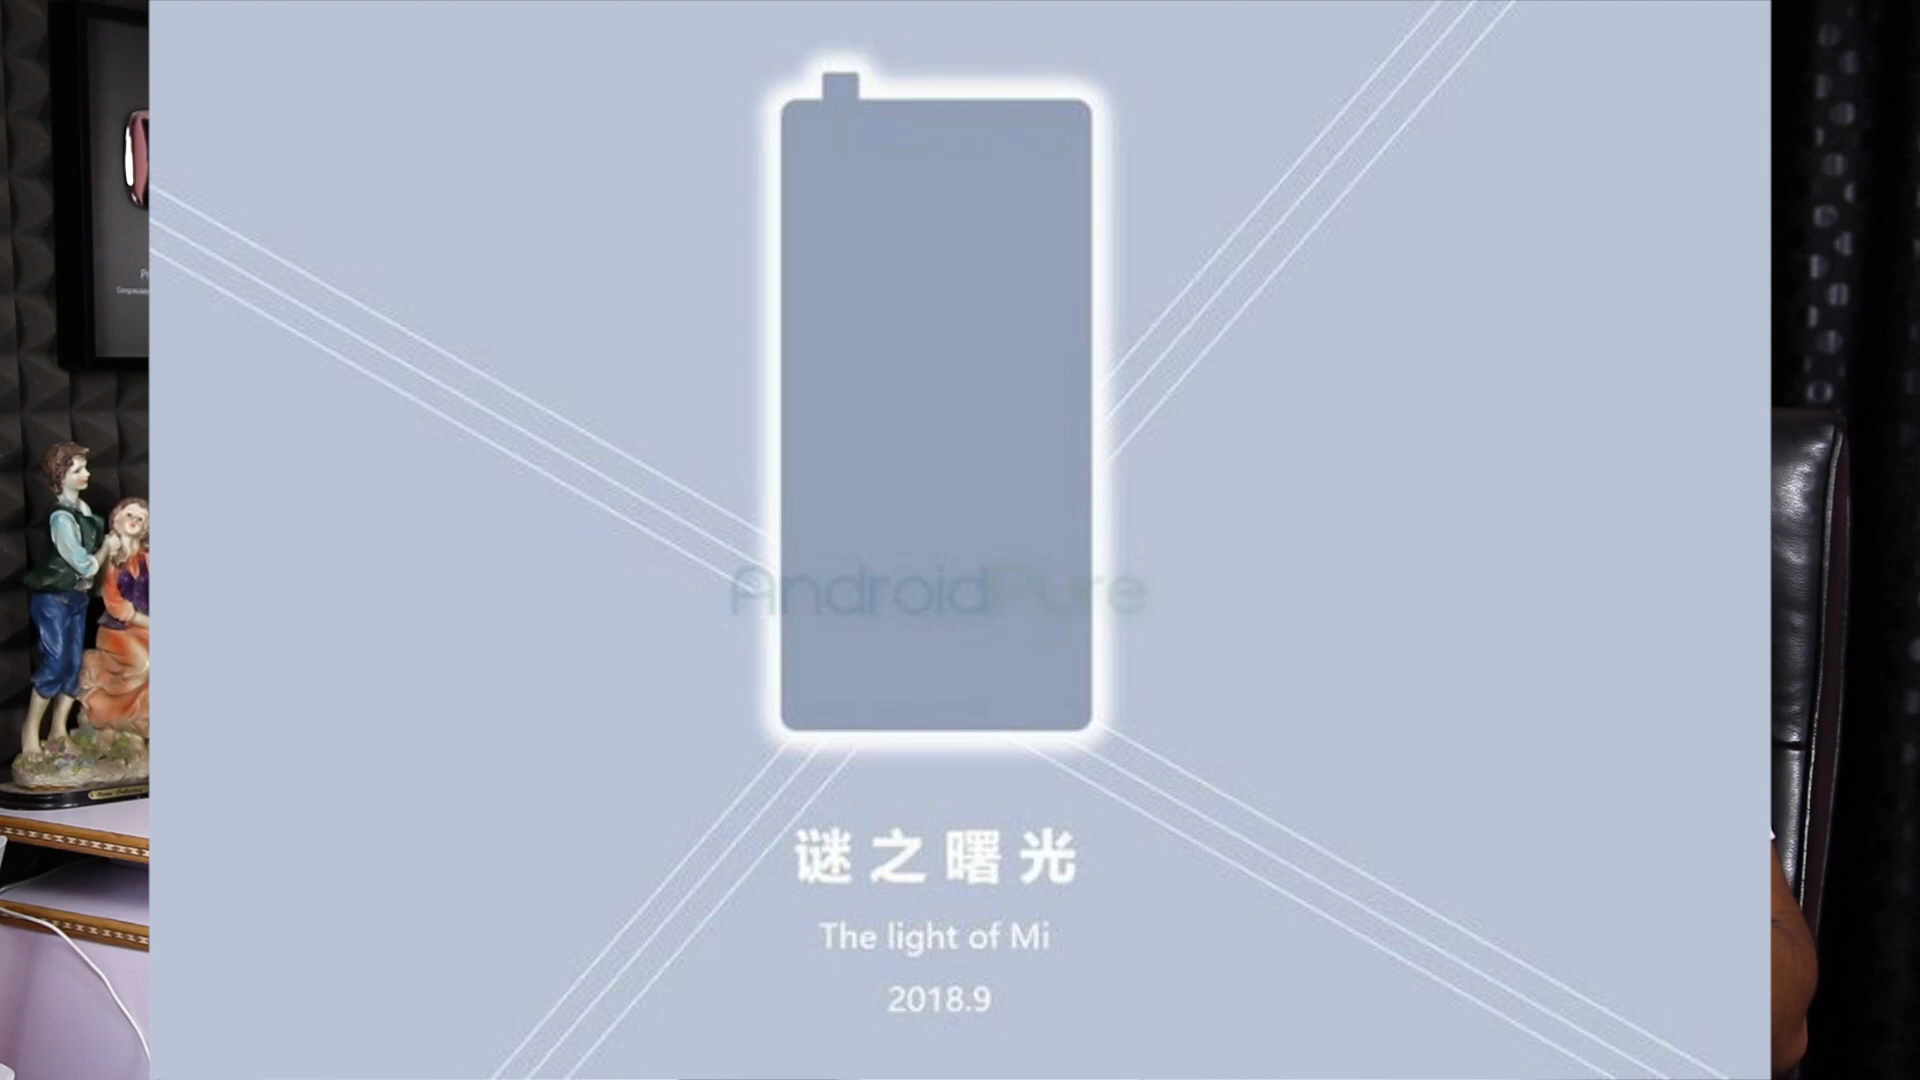 AndroidPure
谜之曙光
The light of Mi
2018.9